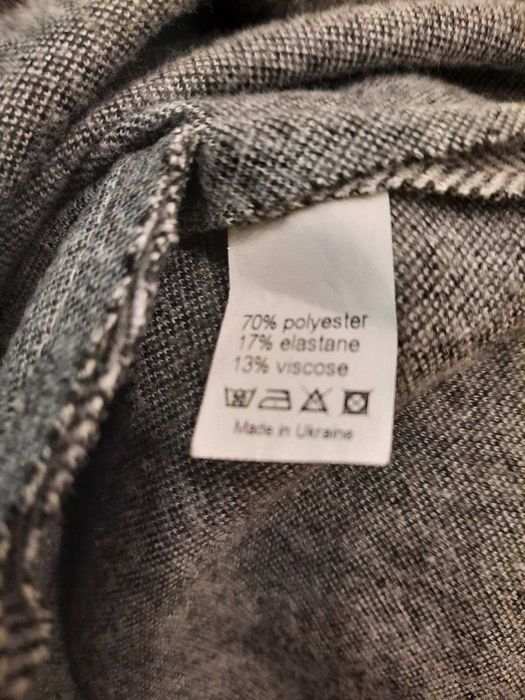 70% polyester
17% elastane
13% viscose
Made in Ukraine